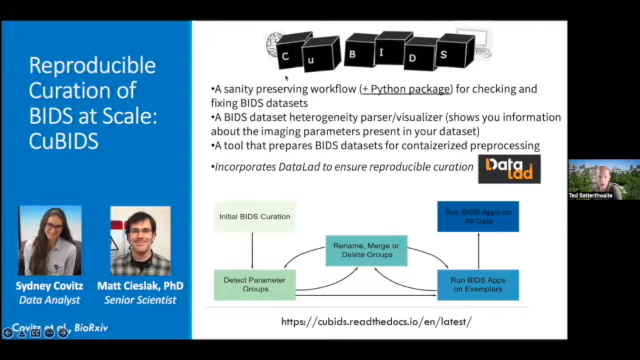 Reproducible
Curation of
BIDS at Scale:
CuBIDS
Sydney Covitz
Data Analyst
Matt Cieslak, PhD
Senior Scientist
Covitz et al., BioRxiv
C u B I D S
•A sanity preserving workflow (+ Python package) for checking and
fixing BIDS datasets
•A BIDS dataset heterogeneity parser/visualizer (shows you information
about the imaging parameters present in your dataset)
•A tool that prepares BIDS datasets for contaizerized preprocessing
•Incorporates DataLad to ensure reproducible curation
Data
lad
Initial BIDS Curation
Run BIDS Apps on
All Data
Rename, Merge or
Delete Groups
Detect Parameter
Groups
Run BIDS Apps
on Exemplars
https://cubids.readthedocs.io/en/latest/
Ted Satterthwaite